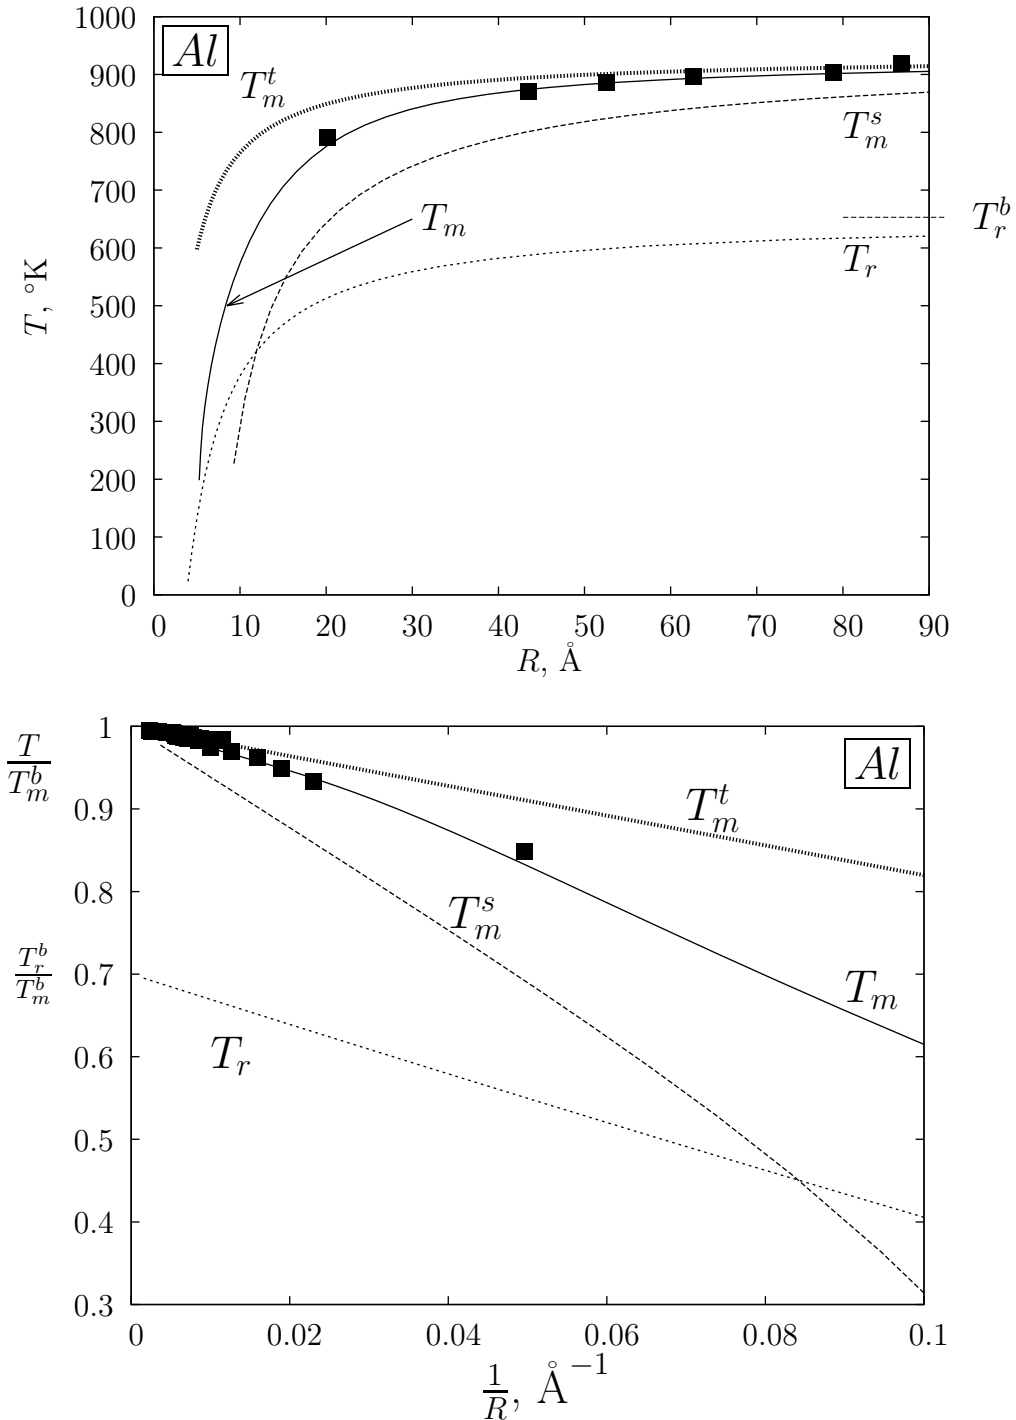 1000
Al
900
T_m^t
800
T_m^s
700
T_m
T_r^b
600
T_r
500
400
300
200
100
0
T, °K
0 10 20 30 40 50 60 70 80 90
R, Å
1
T/T_m^b
Al
0.9
T_m^t
0.8
T_m^s
T_r^b/T_m^b
0.7
T_m
0.6
T_r
0.5
0.4
0.3
0 0.02 0.04 0.06 0.08 0.1
1/R, Å^−1